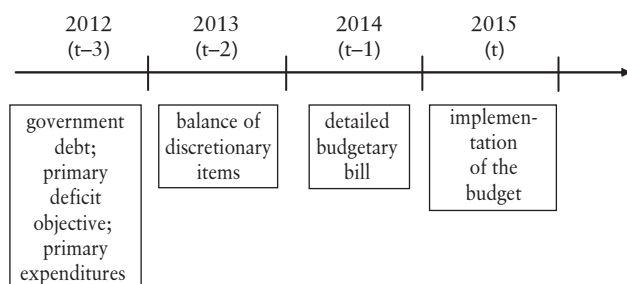 2012
(t–3)
2013
(t–2)
2014
(t–1)
2015
(t)
government
debt;
primary
deficit
objective;
primary
expenditures
balance of
discretionary
items
detailed
budgetary
bill
implemen-
tation
of the
budget